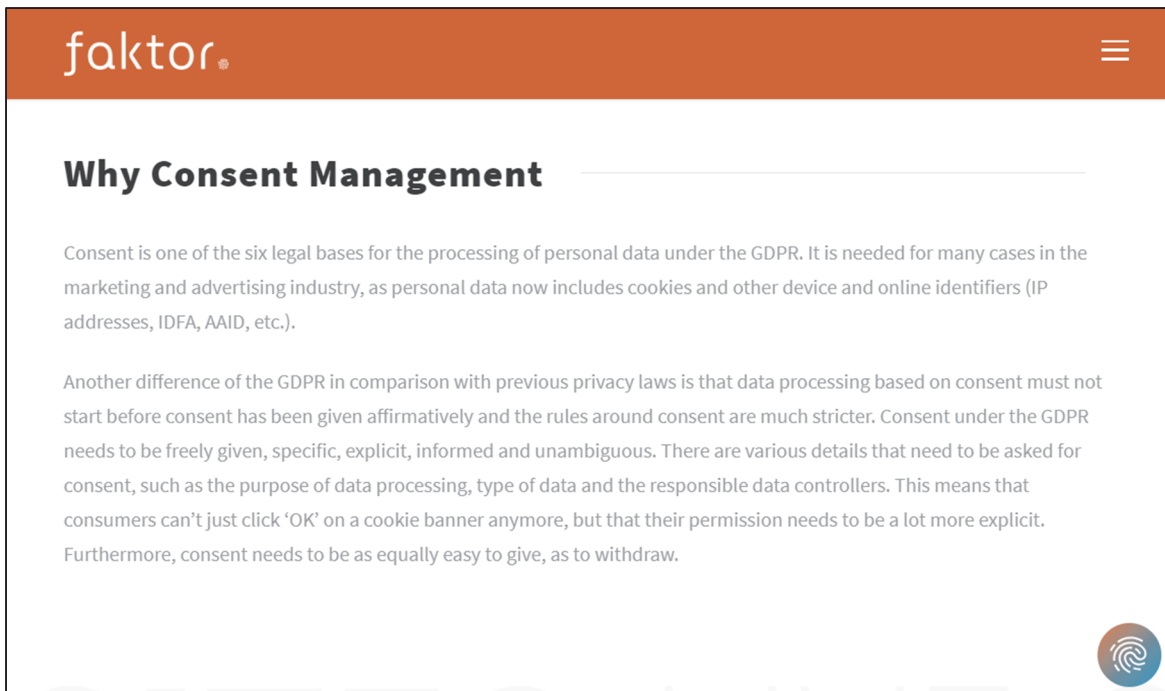 faktor.
Why Consent Management
Consent is one of the six legal bases for the processing of personal data under the GDPR. It is needed for many cases in the
marketing and advertising industry, as personal data now includes cookies and other device and online identifiers (IP
addresses, IDFA, AAID, etc.).
Another difference of the GDPR in comparison with previous privacy laws is that data processing based on consent must not
start before consent has been given affirmatively and the rules around consent are much stricter. Consent under the GDPR
needs to be freely given, specific, explicit, informed and unambiguous. There are various details that need to be asked for
consent, such as the purpose of data processing, type of data and the responsible data controllers. This means that
consumers can’t just click ‘OK’ on a cookie banner anymore, but that their permission needs to be a lot more explicit.
Furthermore, consent needs to be as equally easy to give, as to withdraw.